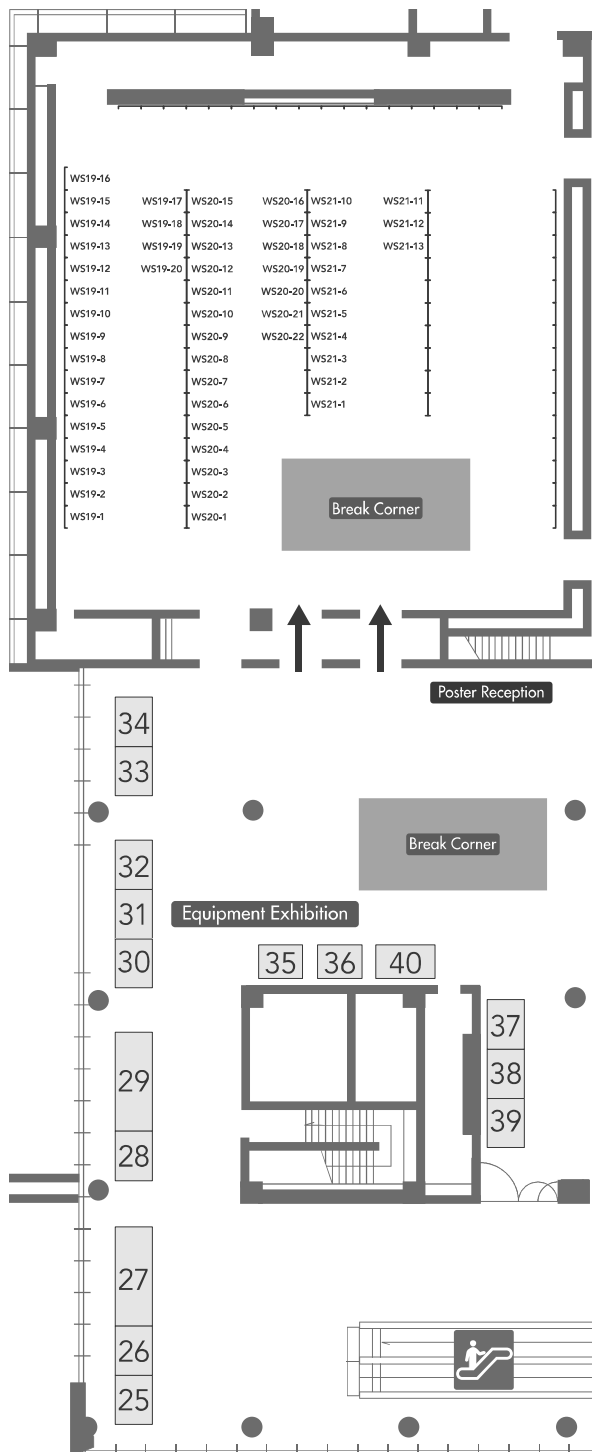 WS19-16
WS19-15 WS19-17 WS20-15 WS20-16 WS21-10 WS21-11
WS19-14 WS19-18 WS20-14 WS20-17 WS21-9 WS21-12
WS19-13 WS19-19 WS20-13 WS20-18 WS21-8 WS21-13
WS19-12 WS19-20 WS20-12 WS20-19 WS21-7
WS19-11 WS20-11 WS20-20 WS21-6
WS19-10 WS20-10 WS20-21 WS21-5
WS19-9 WS20-9 WS20-22 WS21-4
WS19-8 WS20-8 WS21-3
WS19-7 WS20-7 WS21-2
WS19-6 WS20-6 WS21-1
WS19-5 WS20-5
WS19-4 WS20-4
WS19-3 WS20-3
WS19-2 WS20-2
WS19-1 WS20-1
Break Corner
Poster Reception
34
33
Break Corner
32
31
Equipment Exhibition
30
35 36 40
37
29
38
39
28
27
26
25